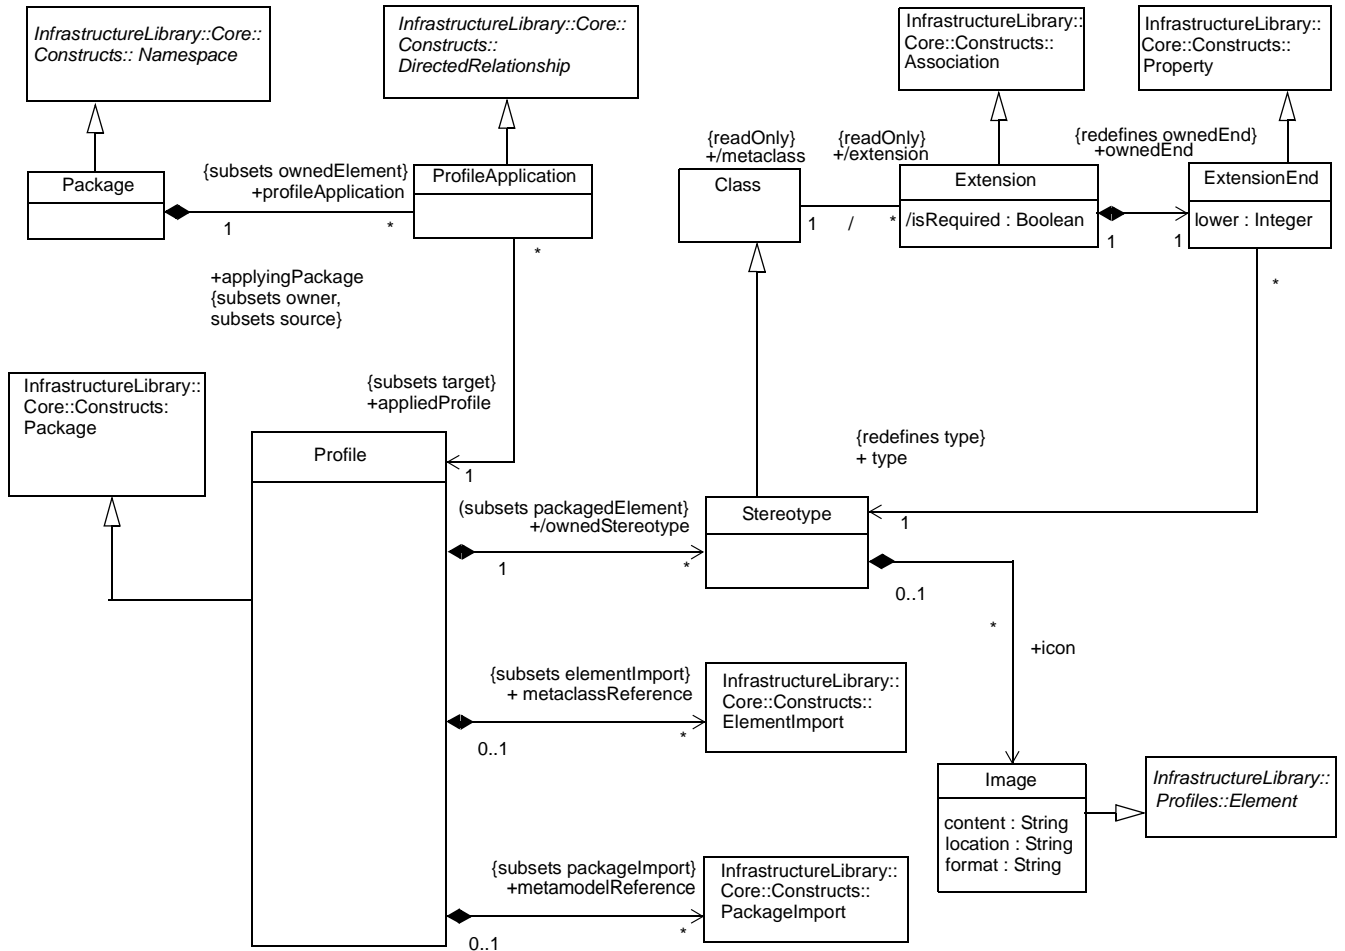 InfrastructureLibrary::Core::
Constructs:: Namespace
InfrastructureLibrary::Core::
Constructs::
DirectedRelationship
InfrastructureLibrary::
Core::Constructs::
Association
InfrastructureLibrary::
Core::Constructs::
Property
Package
{subsets ownedElement}
+profileApplication
1
*
ProfileApplication
*
{readOnly}
+/metaclass
{readOnly}
+/extension
Class
1
/
*
Extension
/isRequired : Boolean
{redefines ownedEnd}
+ownedEnd
1
1
ExtensionEnd
lower : Integer
*
+applyingPackage
{subsets owner,
subsets source}
InfrastructureLibrary::
Core::Constructs:
Package
{subsets target}
+appliedProfile
1
Profile
{redefines type}
+ type
1
(subsets packagedElement}
+/ownedStereotype
1
*
Stereotype
0..1
*
+icon
{subsets elementImport}
+ metaclassReference
0..1
*
InfrastructureLibrary::
Core::Constructs::
ElementImport
Image
content : String
location : String
format : String
InfrastructureLibrary::
Profiles::Element
{subsets packageImport}
+metamodelReference
0..1
*
InfrastructureLibrary::
Core::Constructs::
PackageImport